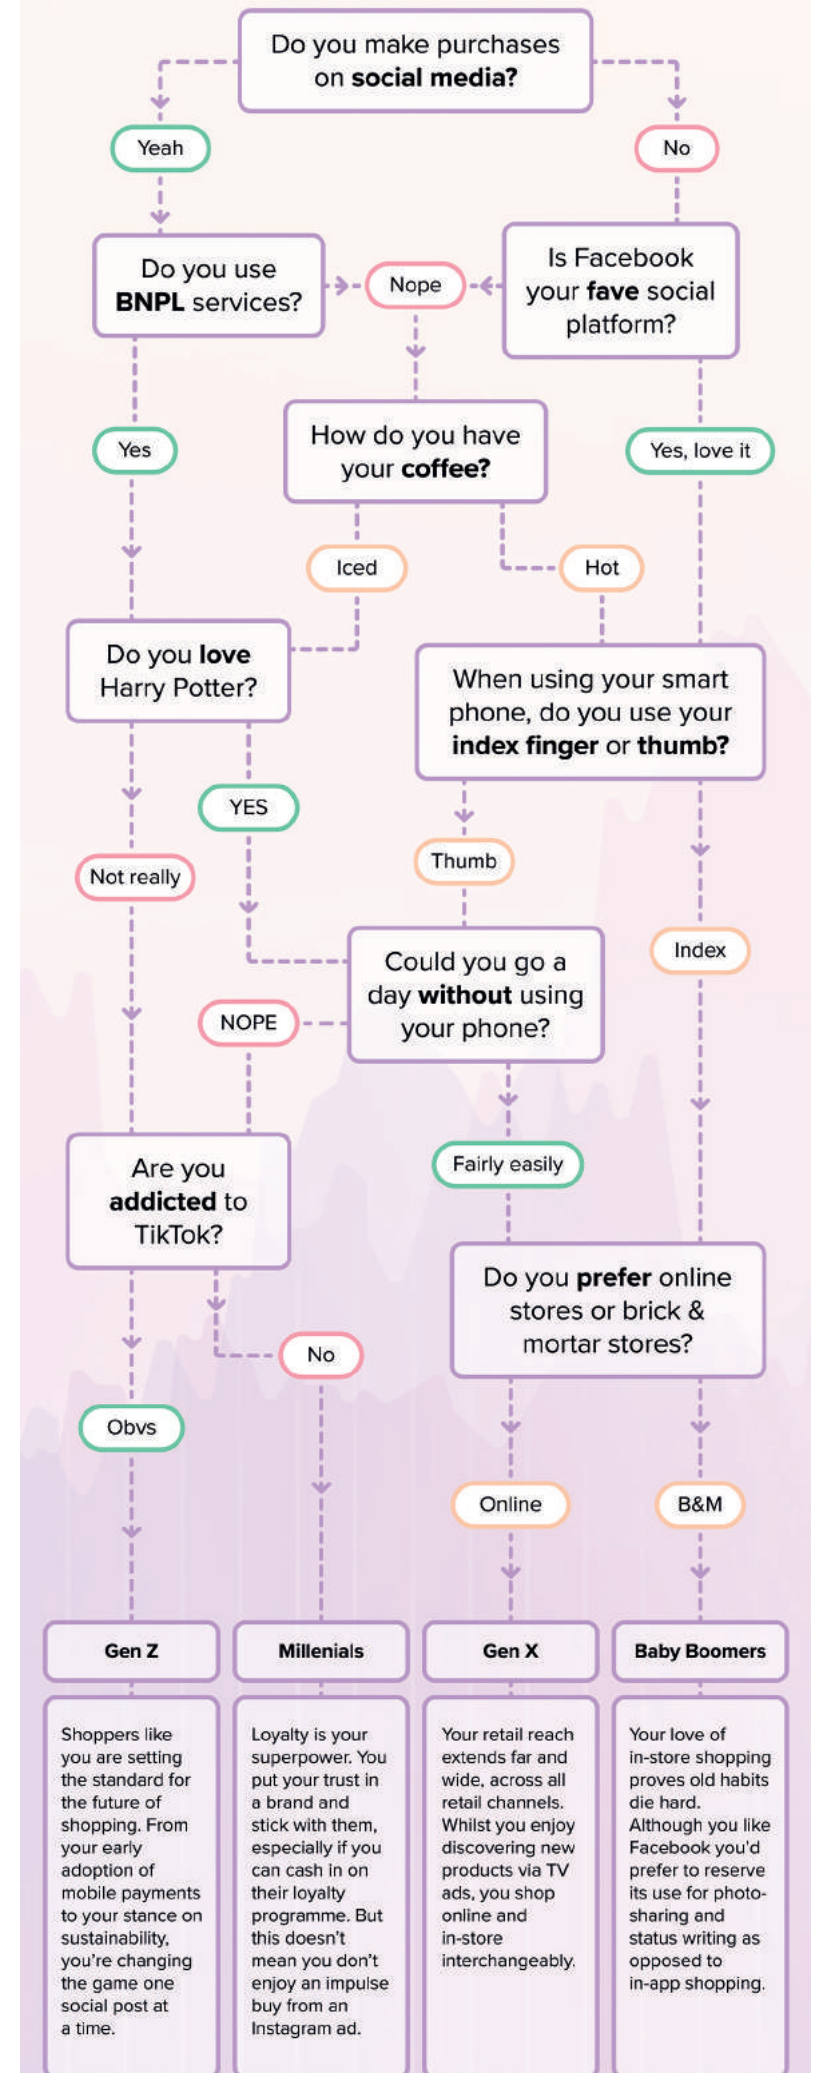 Do you make purchases
on social media?
Yeah
No
Do you use
BNPL services?
Nope
Is Facebook
your fave social
platform?
Yes
How do you have
your coffee?
Yes, love it
Iced
Hot
Do you love
Harry Potter?
When using your smart
phone, do you use your
index finger or thumb?
YES
Thumb
Not really
Could you go a
day without using
your phone?
Index
NOPE
Are you
addicted to
TikTok?
Fairly easily
Do you prefer online
stores or brick &
mortar stores?
No
Obvs
Online
B&M
Gen Z
Shoppers like
you are setting
the standard for
the future of
shopping. From
your early
adoption of
mobile payments
to your stance on
sustainability,
you're changing
the game one
social post at
a time.
Millenials
Loyalty is your
superpower. You
put your trust in
a brand and
stick with them,
especially if you
can cash in on
their loyalty
programme. But
this doesn't
mean you don't
enjoy an impulse
buy from an
Instagram ad.
Gen X
Your retail reach
extends far and
wide, across all
retail channels.
Whilst you enjoy
discovering new
products via TV
ads, you shop
online and
in-store
interchangeably.
Baby Boomers
Your love of
in-store shopping
proves old habits
die hard.
Although you like
Facebook you'd
prefer to reserve
its use for photo-
sharing and
status writing as
opposed to
in-app shopping.